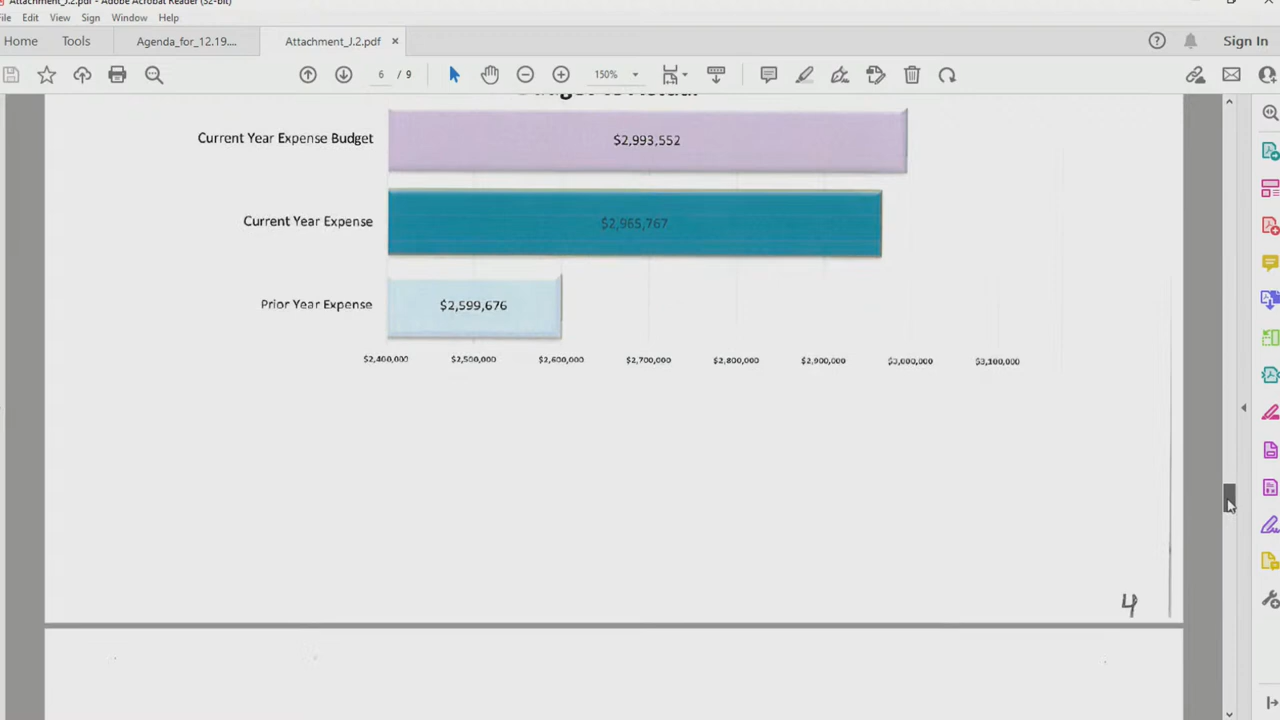 Attachment_J.2.pdf - Adobe Acrobat Reader (32-bit)
File Edit View Sign Window Help
Home Tools Agenda_for_12.19.... Attachment_J.2.pdf × Sign In
6 / 9 150%
Budget to Actual
Current Year Expense Budget $2,993,552
Current Year Expense $2,965,767
Prior Year Expense $2,599,676
$2,400,000 $2,500,000 $2,600,000 $2,700,000 $2,800,000 $2,900,000 $3,000,000 $3,100,000
4